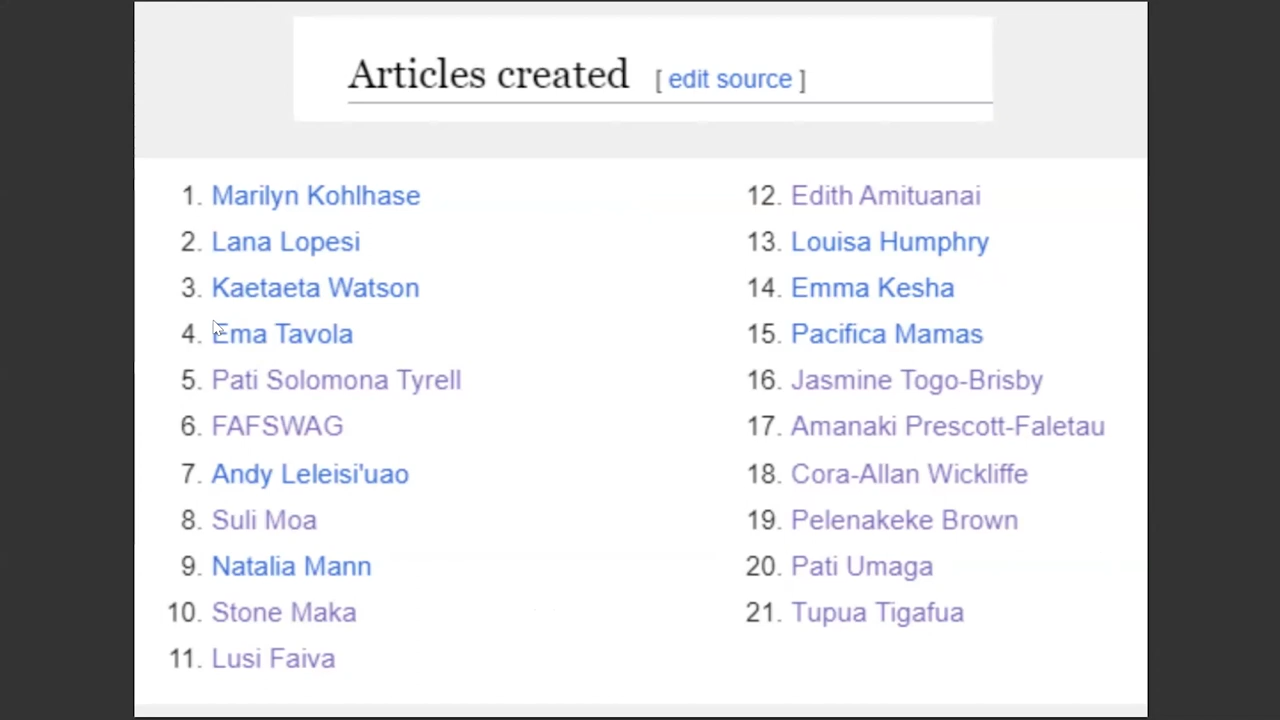 Articles created [ edit source ]
1. Marilyn Kohlhase
2. Lana Lopesi
3. Kaetaeta Watson
4. Ema Tavola
5. Pati Solomona Tyrell
6. FAFSWAG
7. Andy Leleisi'uao
8. Suli Moa
9. Natalia Mann
10. Stone Maka
11. Lusi Faiva
12. Edith Amituanai
13. Louisa Humphry
14. Emma Kesha
15. Pacifica Mamas
16. Jasmine Togo-Brisby
17. Amanaki Prescott-Faletau
18. Cora-Allan Wickliffe
19. Pelenakeke Brown
20. Pati Umaga
21. Tupua Tigafua